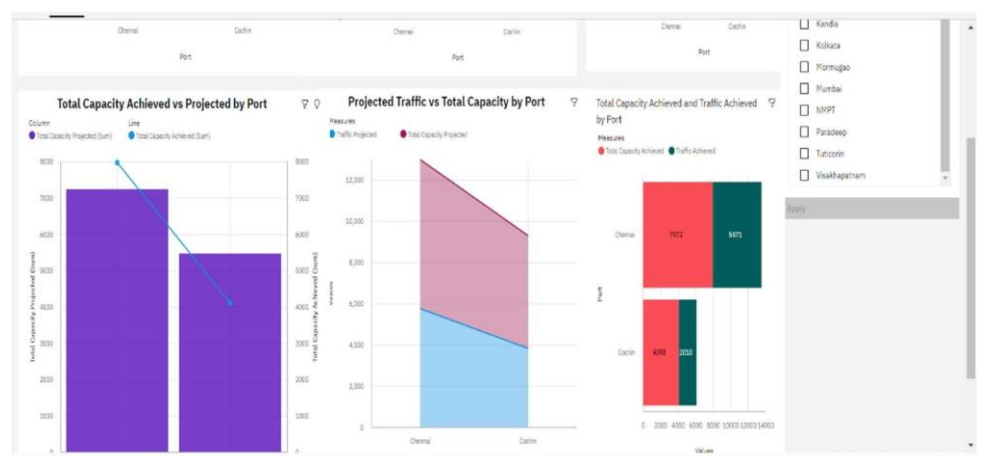 Chennai Cochin
Port
Chennai Cochin
Port
Chennai Cochin
Port
Kandla
Kolkata
Mormugao
Mumbai
NMPT
Paradeep
Tuticorin
Visakhapatnam
Apply
Total Capacity Achieved vs Projected by Port
Column Line
Total Capacity Projected (Sum) Total Capacity Achieved (Sum)
Total Capacity Projected (Sum)
8000
7000
6000
5000
4000
3000
2000
1000
8000
7000
6000
5000
4000
3000
2000
1000
0
Total Capacity Achieved (Sum)
Projected Traffic vs Total Capacity by Port
Measures
Traffic Projected Total Capacity Projected
Values
12,000
10,000
8,000
6,000
4,000
2,000
0
Chennai Cochin
Total Capacity Achieved and Traffic Achieved
by Port
Measures
Total Capacity Achieved Traffic Achieved
Port
Chennai 7972
Cochin 4098 2010
0 2000 4000 6000 8000 10000 12000 14000
Values